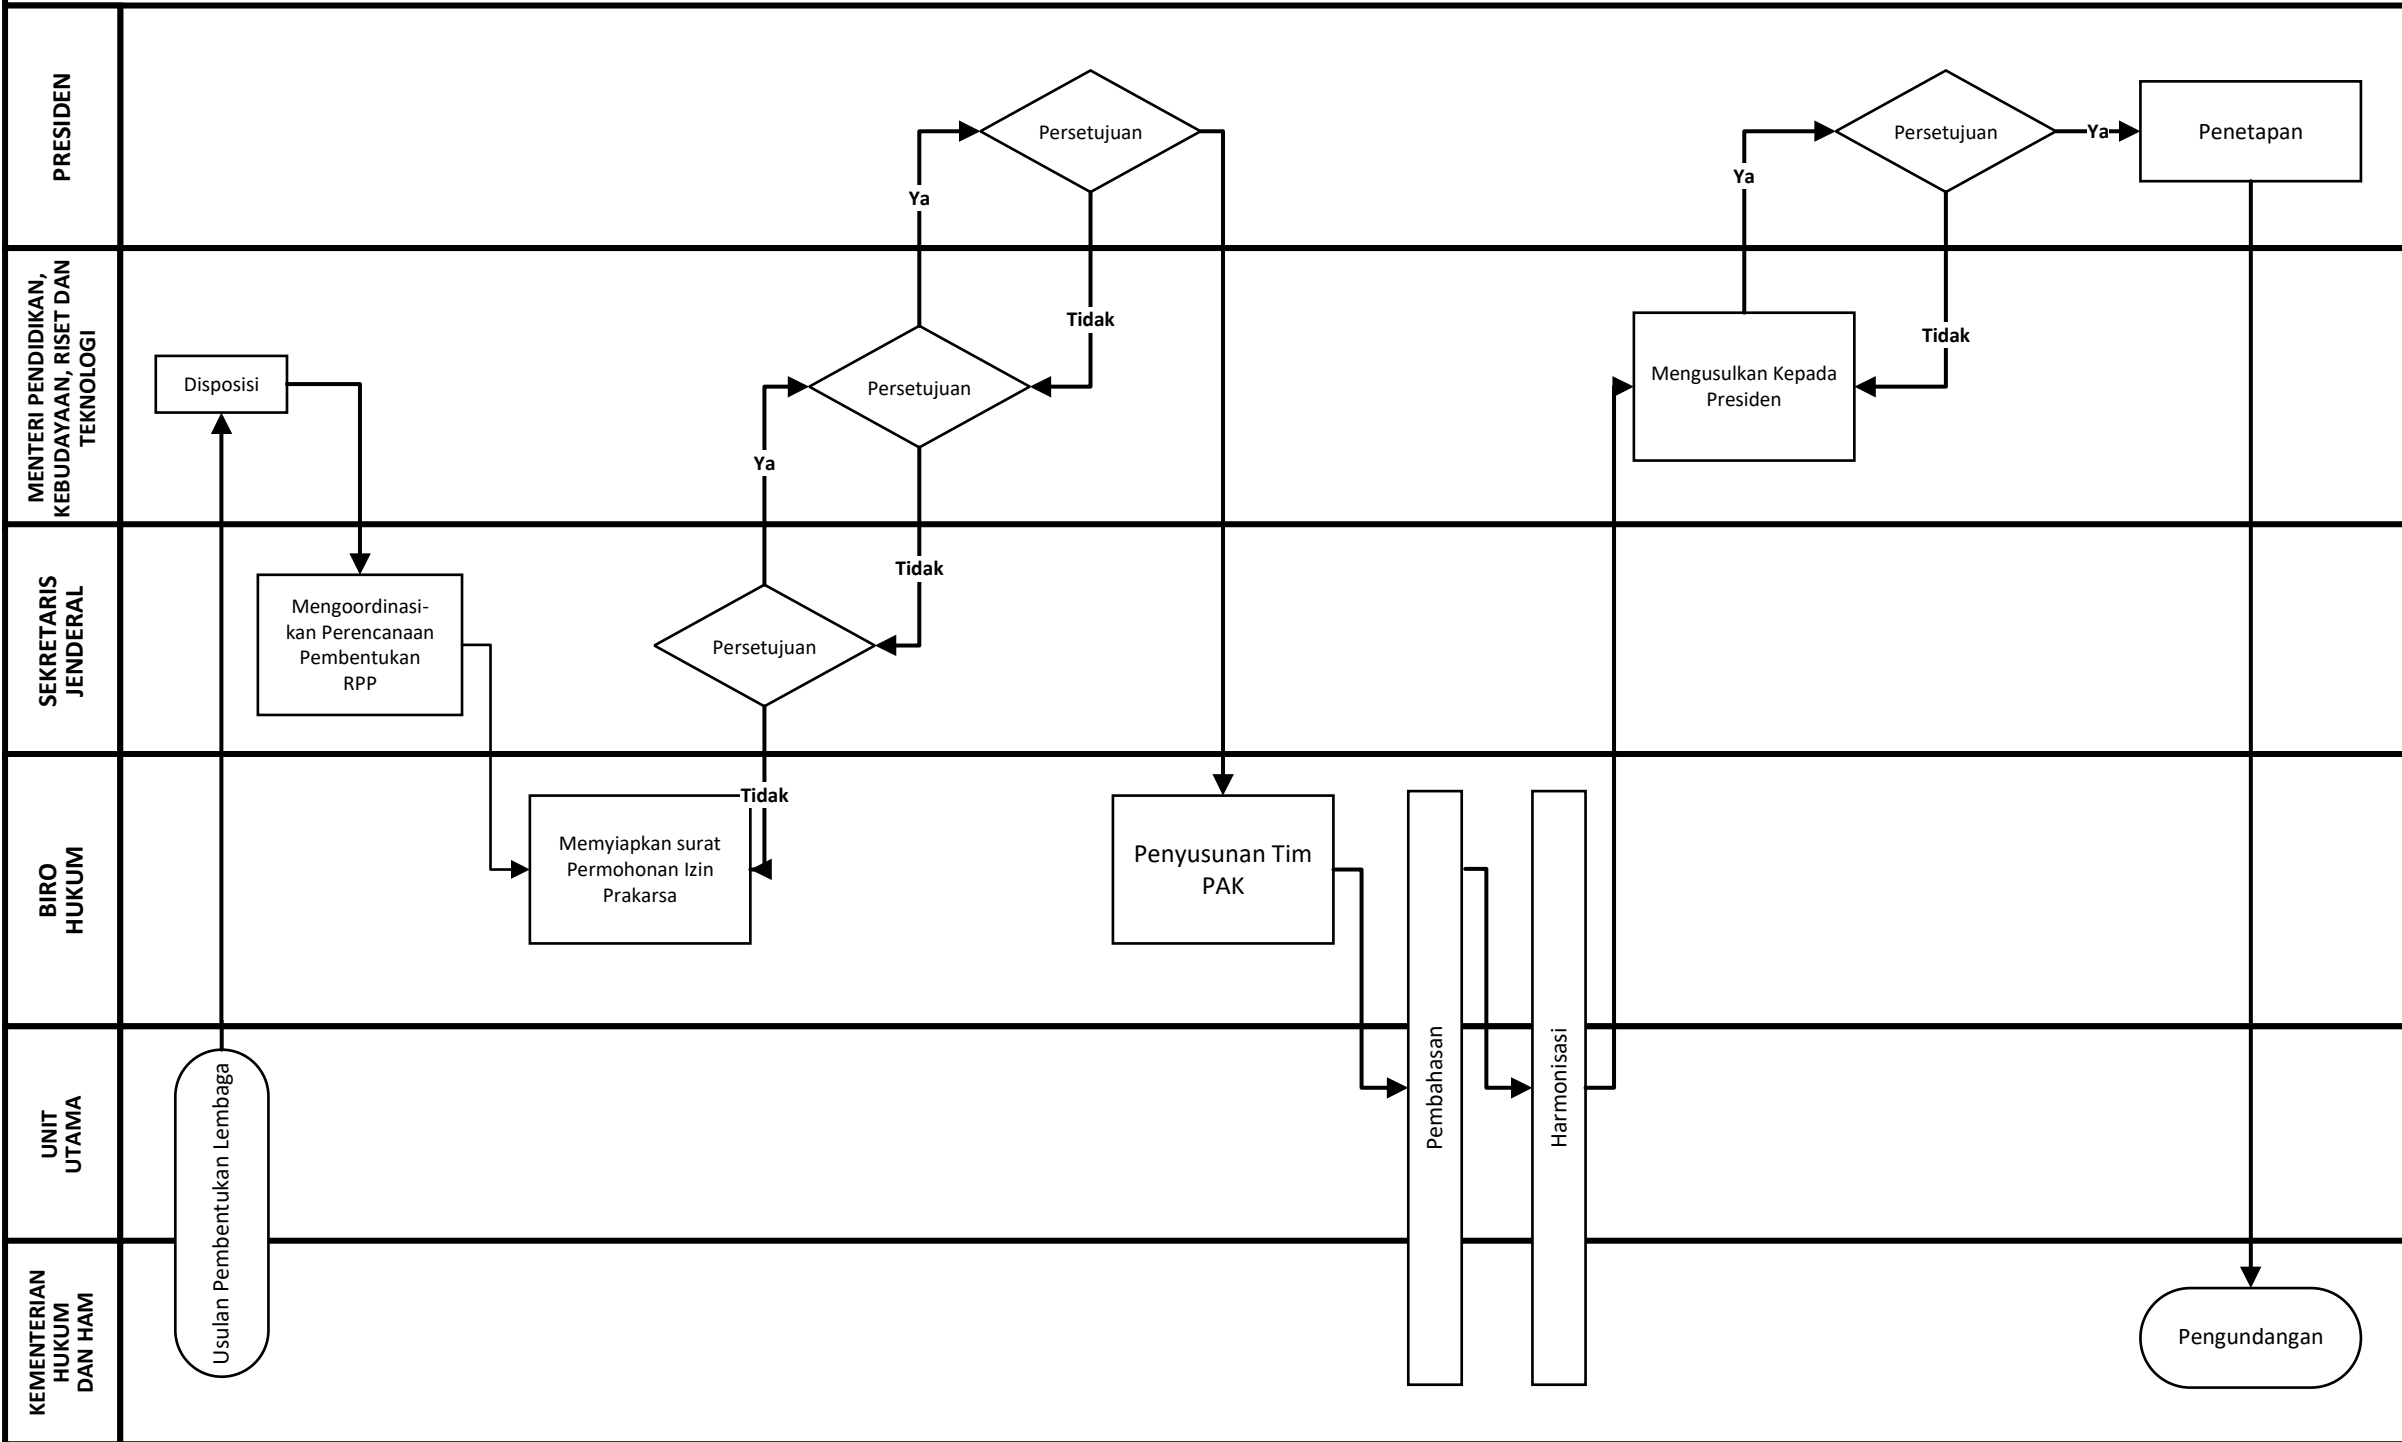 PRESIDEN
Persetujuan
Ya
Tidak
Persetujuan
Ya
Ya
Penetapan
MENTERI PENDIDIKAN,
KEBUDAYAAN, RISET DAN
TEKNOLOGI
Disposisi
Persetujuan
Ya
Tidak
Mengusulkan Kepada
Presiden
Tidak
SEKRETARIS
JENDERAL
Mengoordinasi-
kan Perencanaan
Pembentukan
RPP
Persetujuan
Tidak
BIRO
HUKUM
Memyiapkan surat
Permohonan Izin
Prakarsa
Penyusunan Tim
PAK
UNIT
UTAMA
Usulan Pembentukan Lembaga
Pembahasan
Harmonisasi
KEMENTERIAN
HUKUM
DAN HAM
Pengundangan